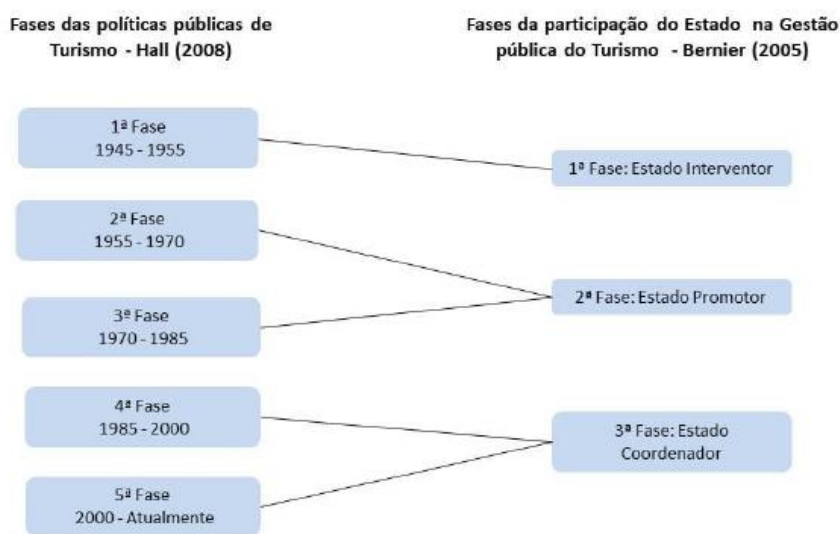 Fases das políticas públicas de
Turismo - Hall (2008)
Fases da participação do Estado na Gestão
pública do Turismo - Bernier (2005)
1ª Fase
1945 - 1955
2ª Fase
1955 - 1970
3ª Fase
1970 - 1985
4ª Fase
1985 - 2000
5ª Fase
2000 - Atualmente
1ª Fase: Estado Interventor
2ª Fase: Estado Promotor
3ª Fase: Estado
Coordenador